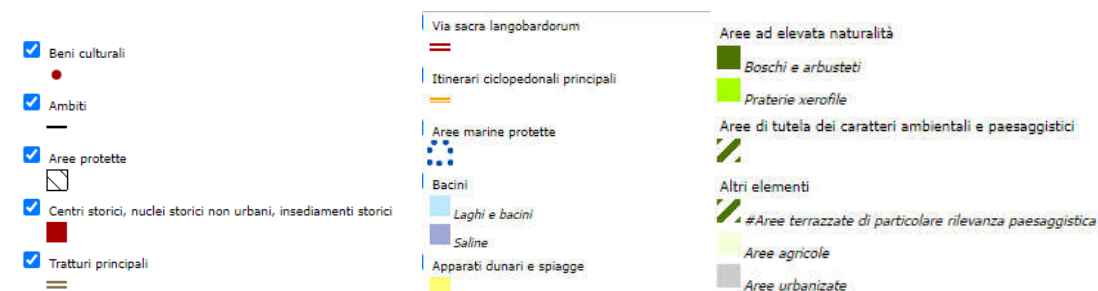 Beni culturali
Ambiti
Aree protette
Centri storici, nuclei storici non urbani, insediamenti storici
Tratturi principali
Via sacra langobardorum
Itinerari ciclopedonali principali
Aree marine protette
Bacini
Laghi e bacini
Saline
Apparati dunari e spiagge
Aree ad elevata naturalità
Boschi e arbusteti
Praterie xerofile
Aree di tutela dei caratteri ambientali e paesaggistici
Altri elementi
#Aree terrazzate di particolare rilevanza paesaggistica
Aree agricole
Aree urbanizate